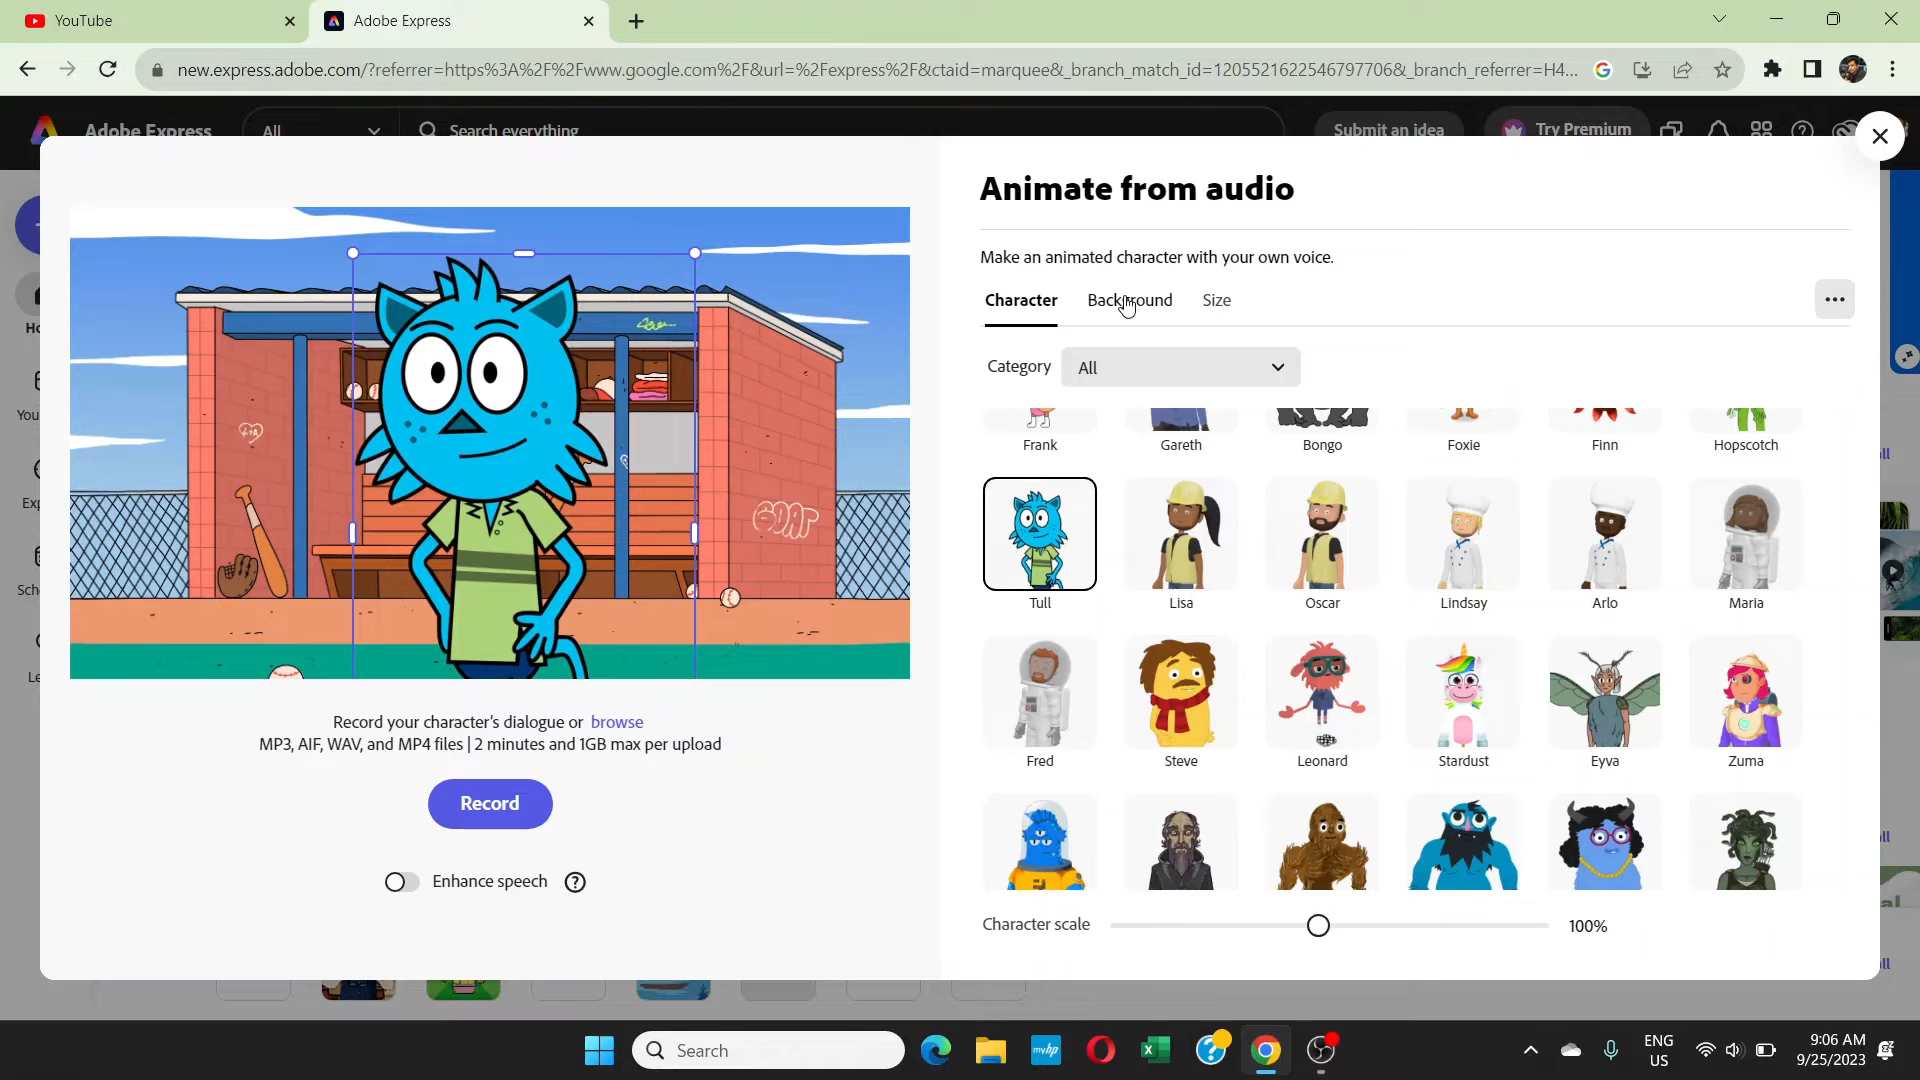 YouTube
Adobe Express
new.express.adobe.com/?referrer=https%3A%2F%2Fwww.google.com%2F&url=%2Fexpress%2F&ctaid=marquee&_branch_match_id=1205521622546797706&_branch_referrer=H4...
Adobe Express
All
Search everything
Submit an idea
Try Premium
Animate from audio
Make an animated character with your own voice.
Character
Background
Size
Category
All
Frank
Gareth
Bongo
Foxie
Finn
Hopscotch
Tull
Lisa
Oscar
Lindsay
Arlo
Maria
Fred
Steve
Leonard
Stardust
Eyva
Zuma
Character scale
100%
GOAT
Record your character's dialogue or browse
MP3, AIF, WAV, and MP4 files | 2 minutes and 1GB max per upload
Record
Enhance speech
Search
myhp
ENG
US
9:06 AM
9/25/2023